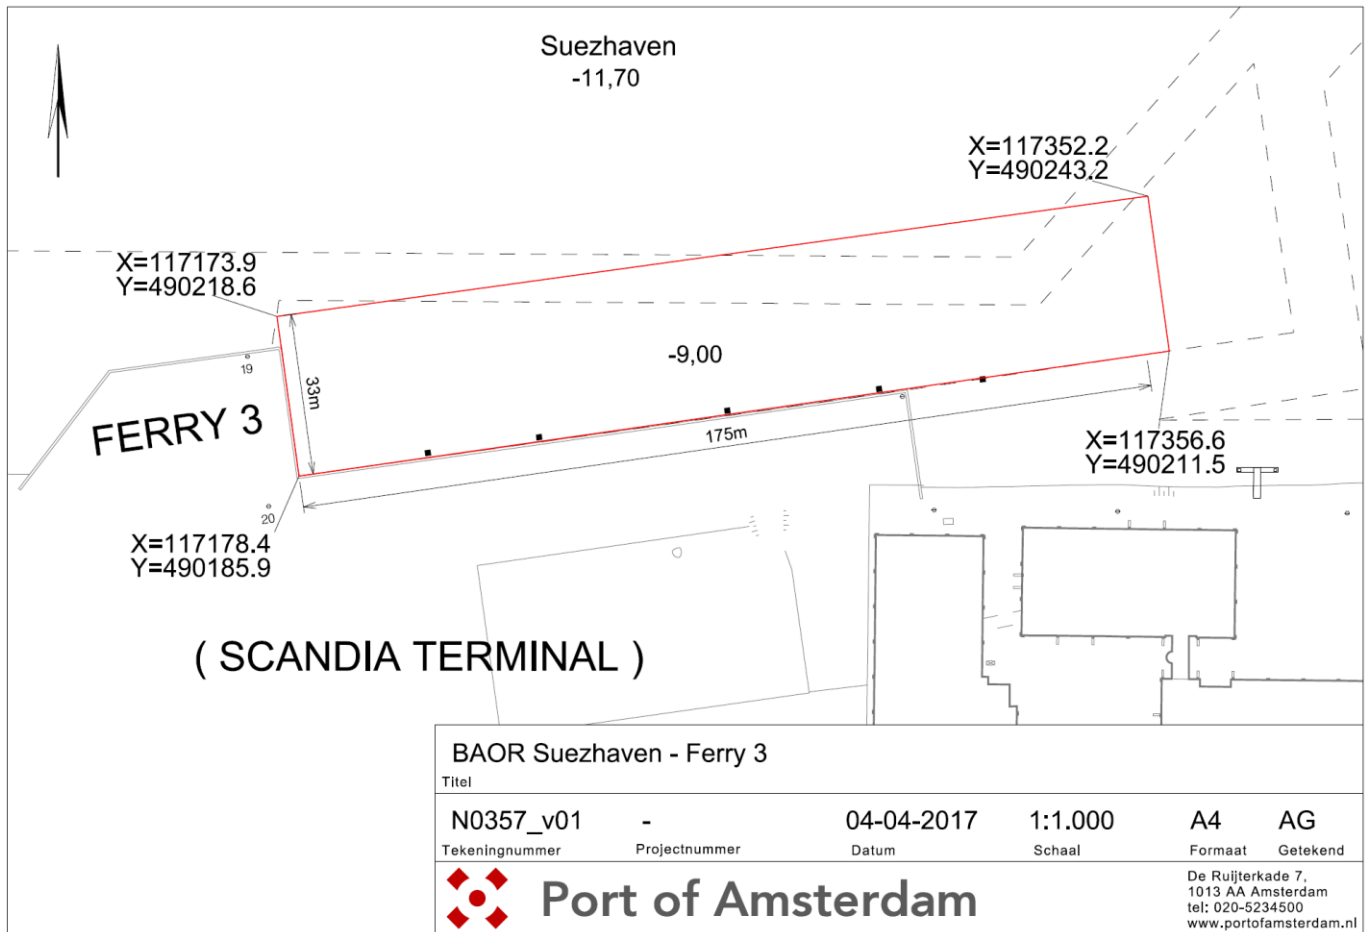 Suezhaven
-11,70
X=117352.2
Y=490243.2
X=117173.9
Y=490218.6
-9,00
19
33m
FERRY 3
175m
X=117356.6
Y=490211.5
20
X=117178.4
Y=490185.9
( SCANDIA TERMINAL )
BAOR Suezhaven - Ferry 3
Titel
N0357_v01 - 04-04-2017 1:1.000 A4 AG
Tekeningnummer Projectnummer Datum Schaal Formaat Getekend
Port of Amsterdam
De Ruijterkade 7,
1013 AA Amsterdam
tel: 020-5234500
www.portofamsterdam.nl